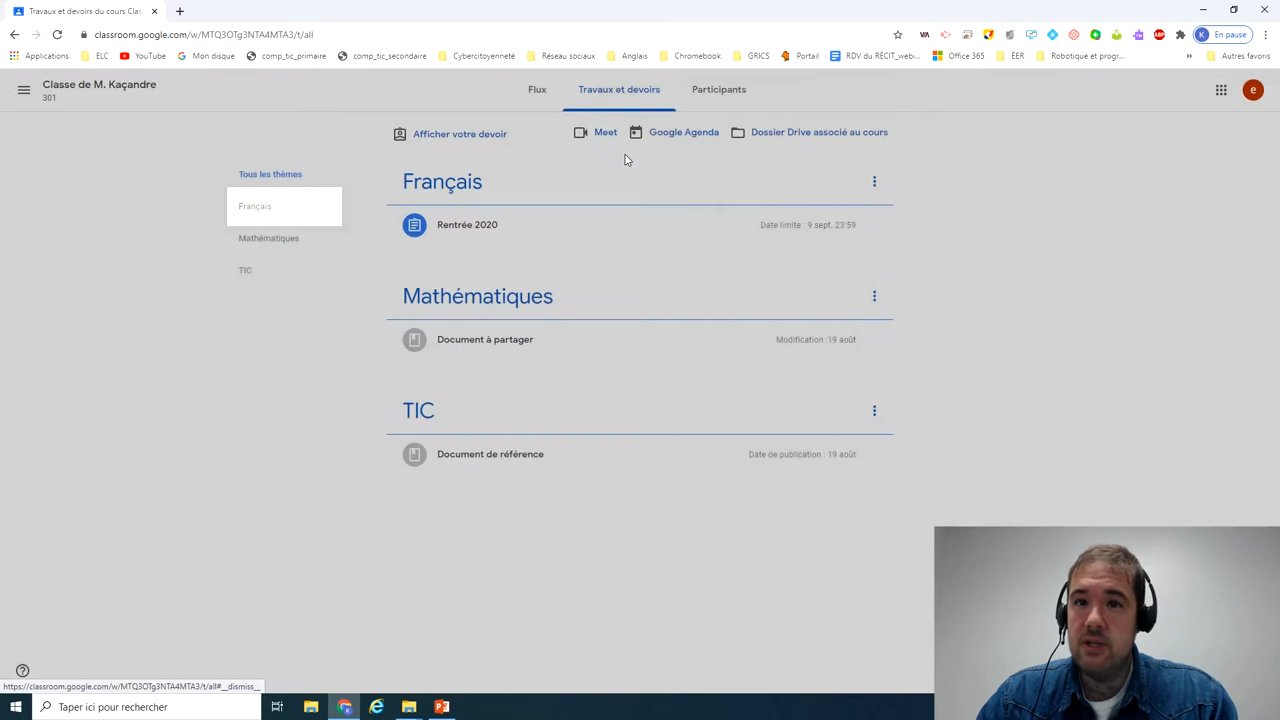 Travaux et devoirs du cours Clas
classroom.google.com/w/MTQ3OTg3NTA4MTA3/t/all
K En pause
Applications ELC YouTube Mon disque comp_tic_primaire comp_tic_secondaire Cybercitoyenneté Réseau sociaux Anglais Chromebook GRICS Portail RDV du RÉCIT_web... Office 365 ÉER Robotique et progr... » Autres favoris
Classe de M. Kaçandre
301
Flux Travaux et devoirs Participants
e
Afficher votre devoir Meet Google Agenda Dossier Drive associé au cours
Tous les thèmes
Français
Mathématiques
TIC
Français
Rentrée 2020 Date limite : 9 sept. 23:59
Mathématiques
Document à partager Modification :19 août
TIC
Document de référence Date de publication : 19 août
https://classroom.google.com/w/MTQ3OTg3NTA4MTA3/t/all#__dismiss__
Taper ici pour rechercher